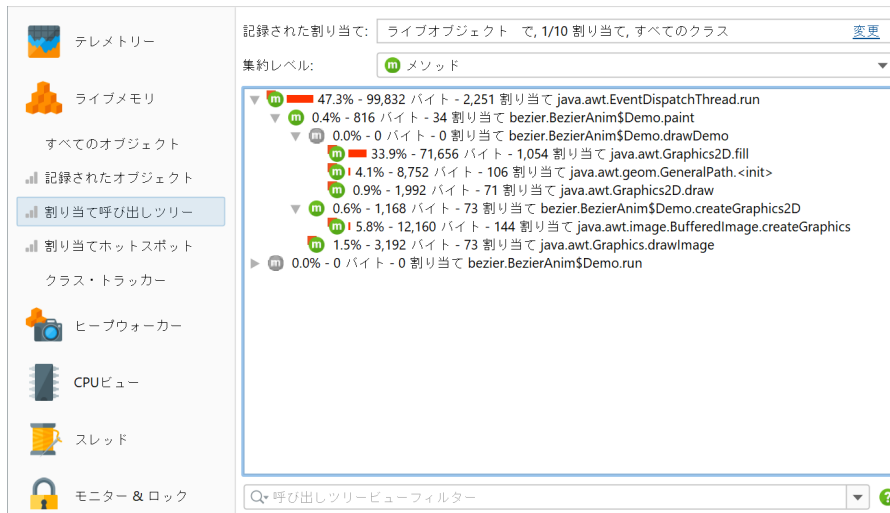 テレメトリー
ライブメモリ
すべてのオブジェクト
記録されたオブジェクト
割り当て呼び出しツリー
割り当てホットスポット
クラス・トラッカー
ヒープウォーカー
CPUビュー
スレッド
モニター & ロック
記録された割り当て: ライブオブジェクト で, 1/10 割り当て, すべてのクラス 変更
集約レベル: m メソッド
m 47.3% - 99,832 バイト - 2,251 割り当て java.awt.EventDispatchThread.run
m 0.4% - 816 バイト - 34 割り当て bezier.BezierAnim$Demo.paint
m 0.0% - 0 バイト - 0 割り当て bezier.BezierAnim$Demo.drawDemo
m 33.9% - 71,656 バイト - 1,054 割り当て java.awt.Graphics2D.fill
m 4.1% - 8,752 バイト - 106 割り当て java.awt.geom.GeneralPath.<init>
m 0.9% - 1,992 バイト - 71 割り当て java.awt.Graphics2D.draw
m 0.6% - 1,168 バイト - 73 割り当て bezier.BezierAnim$Demo.createGraphics2D
m 5.8% - 12,160 バイト - 144 割り当て java.awt.image.BufferedImage.createGraphics
m 1.5% - 3,192 バイト - 73 割り当て java.awt.Graphics.drawImage
m 0.0% - 0 バイト - 0 割り当て bezier.BezierAnim$Demo.run
呼び出しツリービューフィルター ?